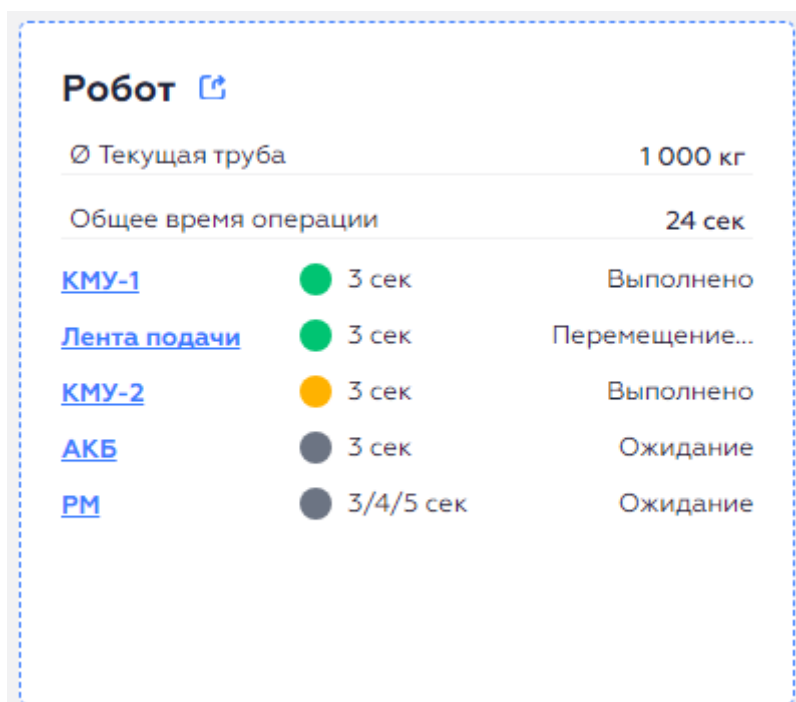 Робот
Ø Текущая труба 1 000 кг
Общее время операции 24 сек
КМУ-1 3 сек Выполнено
Лента подачи 3 сек Перемещение...
КМУ-2 3 сек Выполнено
АКБ 3 сек Ожидание
РМ 3/4/5 сек Ожидание